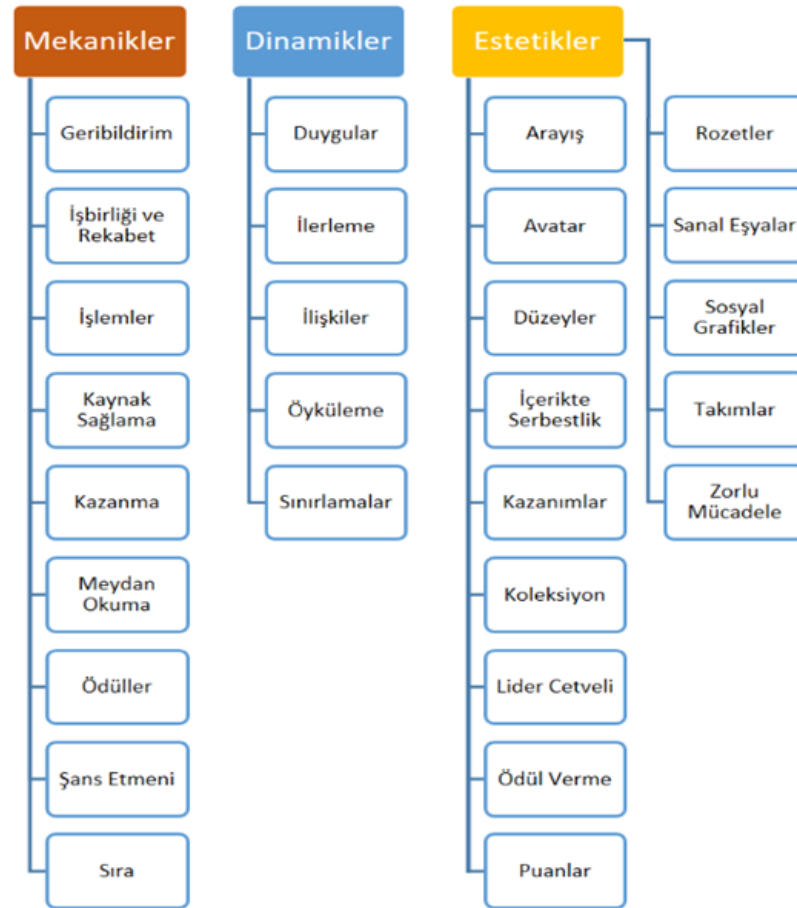 Mekanikler
Geribildirim
İşbirliği ve
Rekabet
İşlemler
Kaynak
Sağlama
Kazanma
Meydan
Okuma
Ödüller
Şans Etmeni
Sıra
Dinamikler
Duygular
İlerleme
İlişkiler
Öyküleme
Sınırlamalar
Estetikler
Arayış
Avatar
Düzeyler
İçerikte
Serbestlik
Kazanımlar
Koleksiyon
Lider Cetveli
Ödül Verme
Puanlar
Rozetler
Sanal Eşyalar
Sosyal
Grafikler
Takımlar
Zorlu
Mücadele